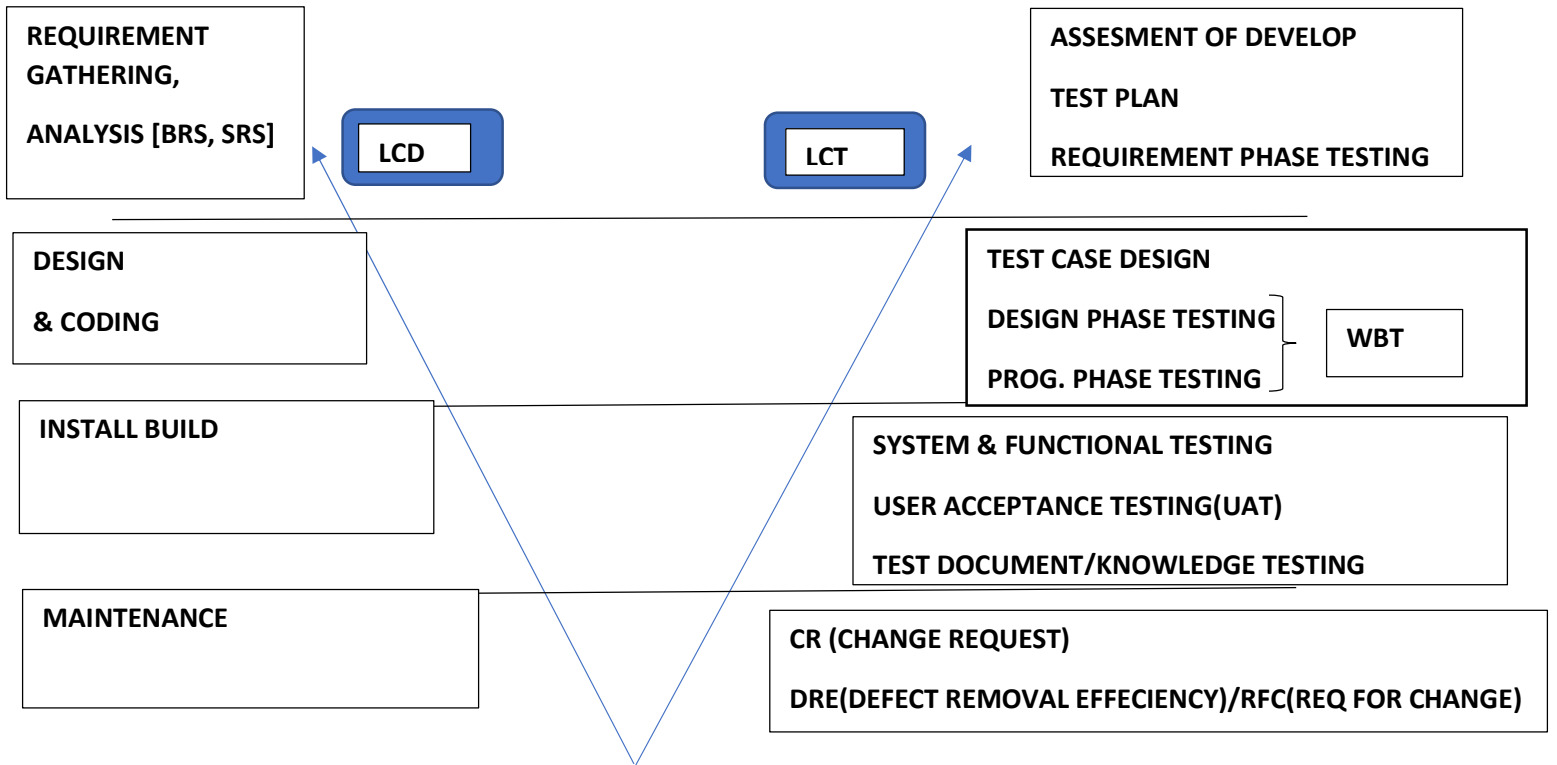 REQUIREMENT
GATHERING,
ANALYSIS [BRS, SRS]
LCD
LCT
ASSESMENT OF DEVELOP
TEST PLAN
REQUIREMENT PHASE TESTING
DESIGN
& CODING
TEST CASE DESIGN
DESIGN PHASE TESTING
PROG. PHASE TESTING
WBT
INSTALL BUILD
SYSTEM & FUNCTIONAL TESTING
USER ACCEPTANCE TESTING(UAT)
TEST DOCUMENT/KNOWLEDGE TESTING
MAINTENANCE
CR (CHANGE REQUEST)
DRE(DEFECT REMOVAL EFFECIENCY)/RFC(REQ FOR CHANGE)